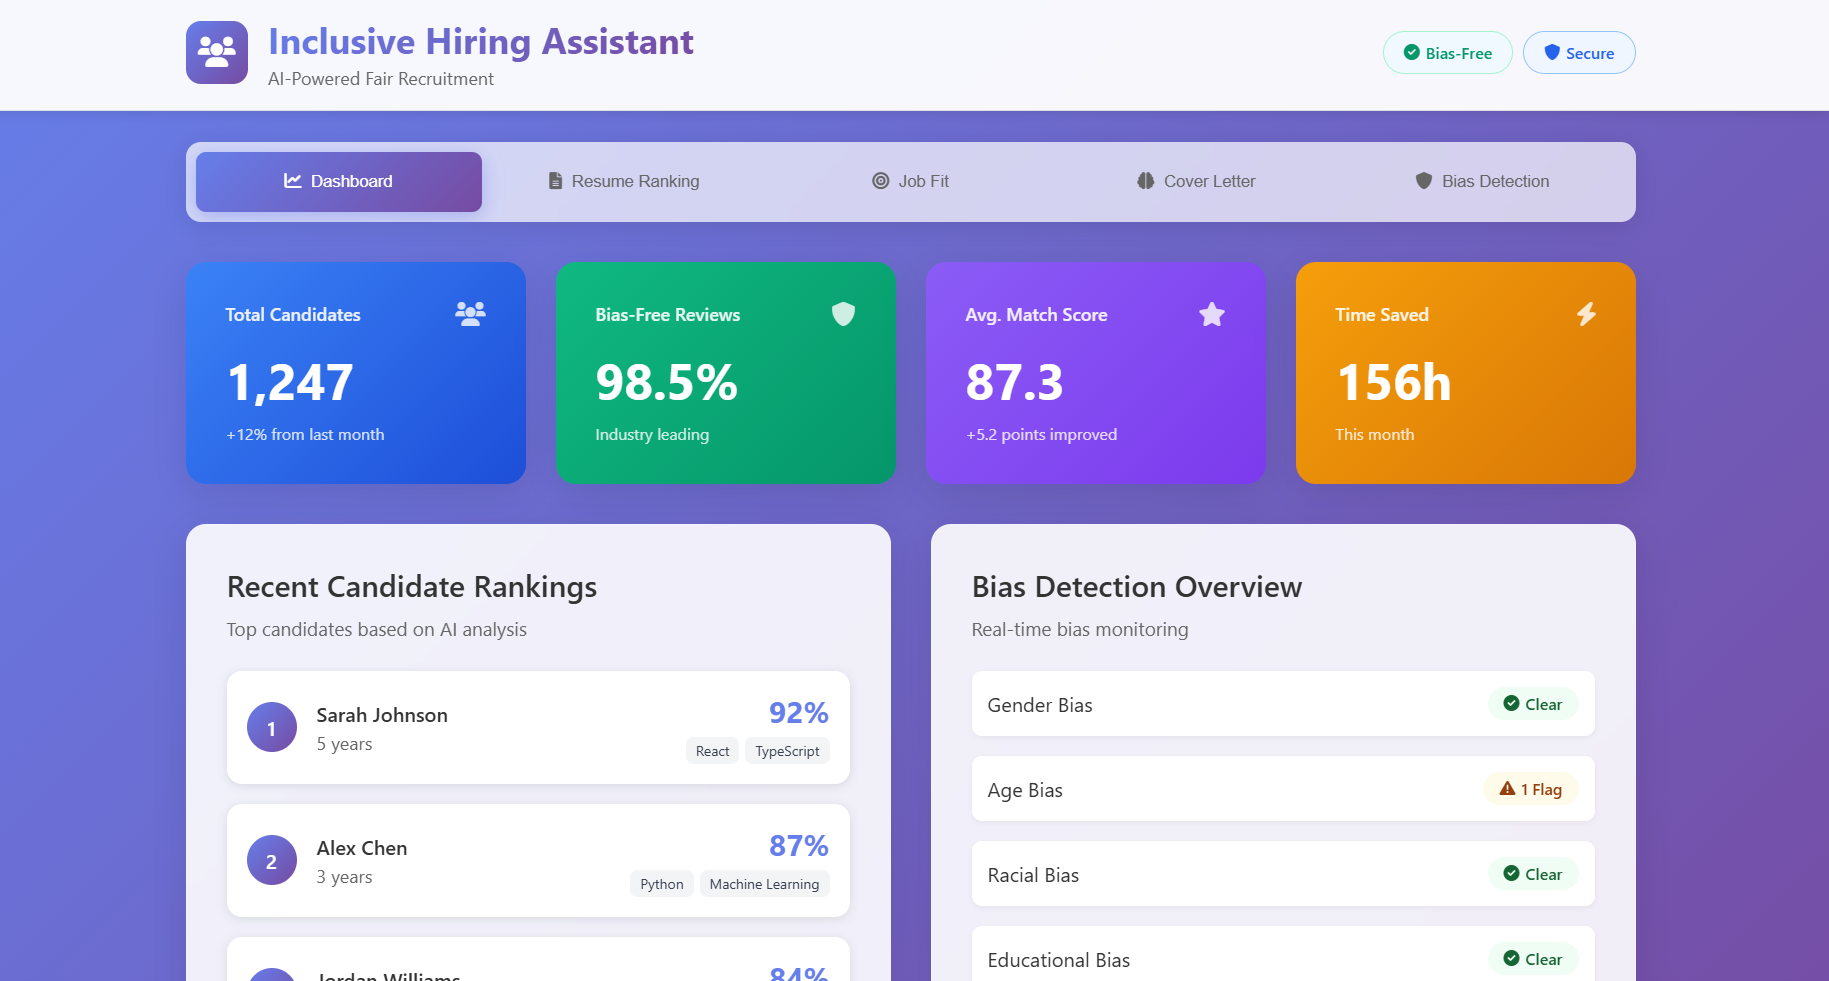 Inclusive Hiring Assistant
AI-Powered Fair Recruitment
Bias-Free
Secure
Dashboard
Resume Ranking
Job Fit
Cover Letter
Bias Detection
Total Candidates
1,247
+12% from last month
Bias-Free Reviews
98.5%
Industry leading
Avg. Match Score
87.3
+5.2 points improved
Time Saved
156h
This month
Recent Candidate Rankings
Top candidates based on AI analysis
1
Sarah Johnson
5 years
92%
React
TypeScript
2
Alex Chen
3 years
87%
Python
Machine Learning
Jordan Williams
84%
Bias Detection Overview
Real-time bias monitoring
Gender Bias
Clear
Age Bias
1 Flag
Racial Bias
Clear
Educational Bias
Clear